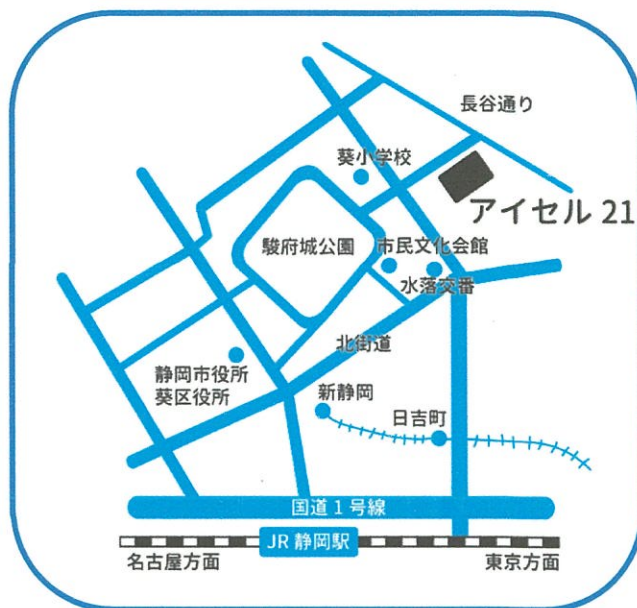 長谷通り
葵小学校
アイセル 21
駿府城公園
市民文化会館
水落交番
北街道
静岡市役所
葵区役所
新静岡
日吉町
国道 1 号線
JR 静岡駅
名古屋方面
東京方面